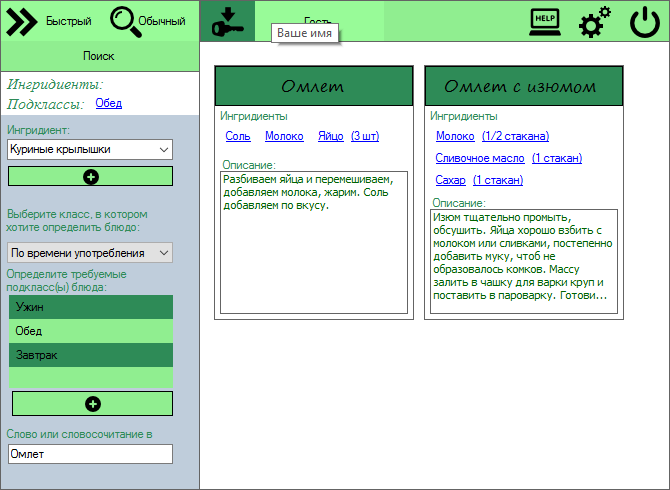 Быстрый
Обычный
Гость
Ваше имя
HELP
Поиск
Ингридиенты:
Подклассы: Обед
Ингридиент:
Куриные крылышки
Выберите класс, в котором
хотите определить блюдо:
По времени употребления
Определите требуемые
подкласс(ы) блюда:
Ужин
Обед
Завтрак
Слово или словосочитание в
Омлет
Омлет
Ингридиенты
Соль Молоко Яйцо (3 шт)
Описание:
Разбиваем яйца и перемешиваем,
добавляем молока, жарим. Соль
добавляем по вкусу.
Омлет с изюмом
Ингридиенты
Молоко (1/2 стакана)
Сливочное масло (1 стакан)
Сахар (1 стакан)
Описание:
Изюм тщательно промыть,
обсушить. Яйца хорошо взбить с
молоком или сливками, постепенно
добавить муку, чтоб не
образовалось комков. Массу
залить в чашку для варки круп и
поставить в пароварку. Готови...